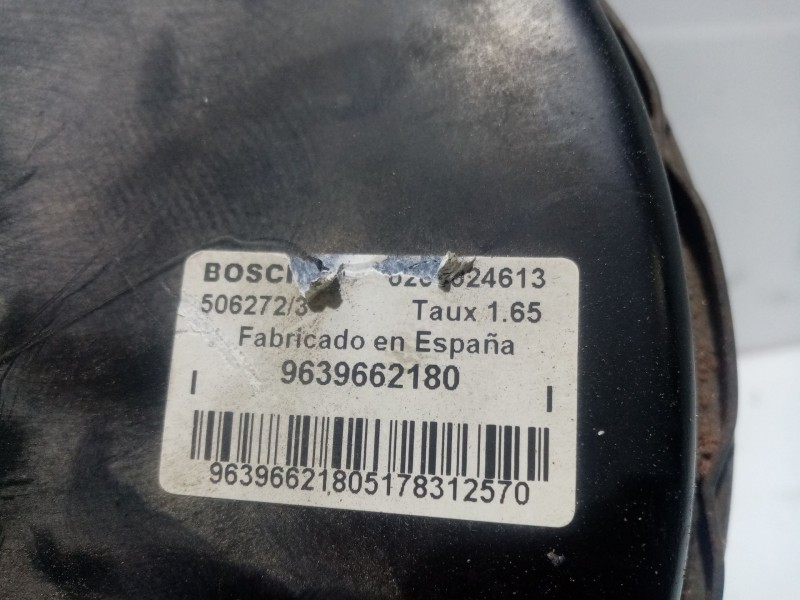 506272/3
Taux 1.65
Fabricado en España
9639662180
I I
96396621805178312570